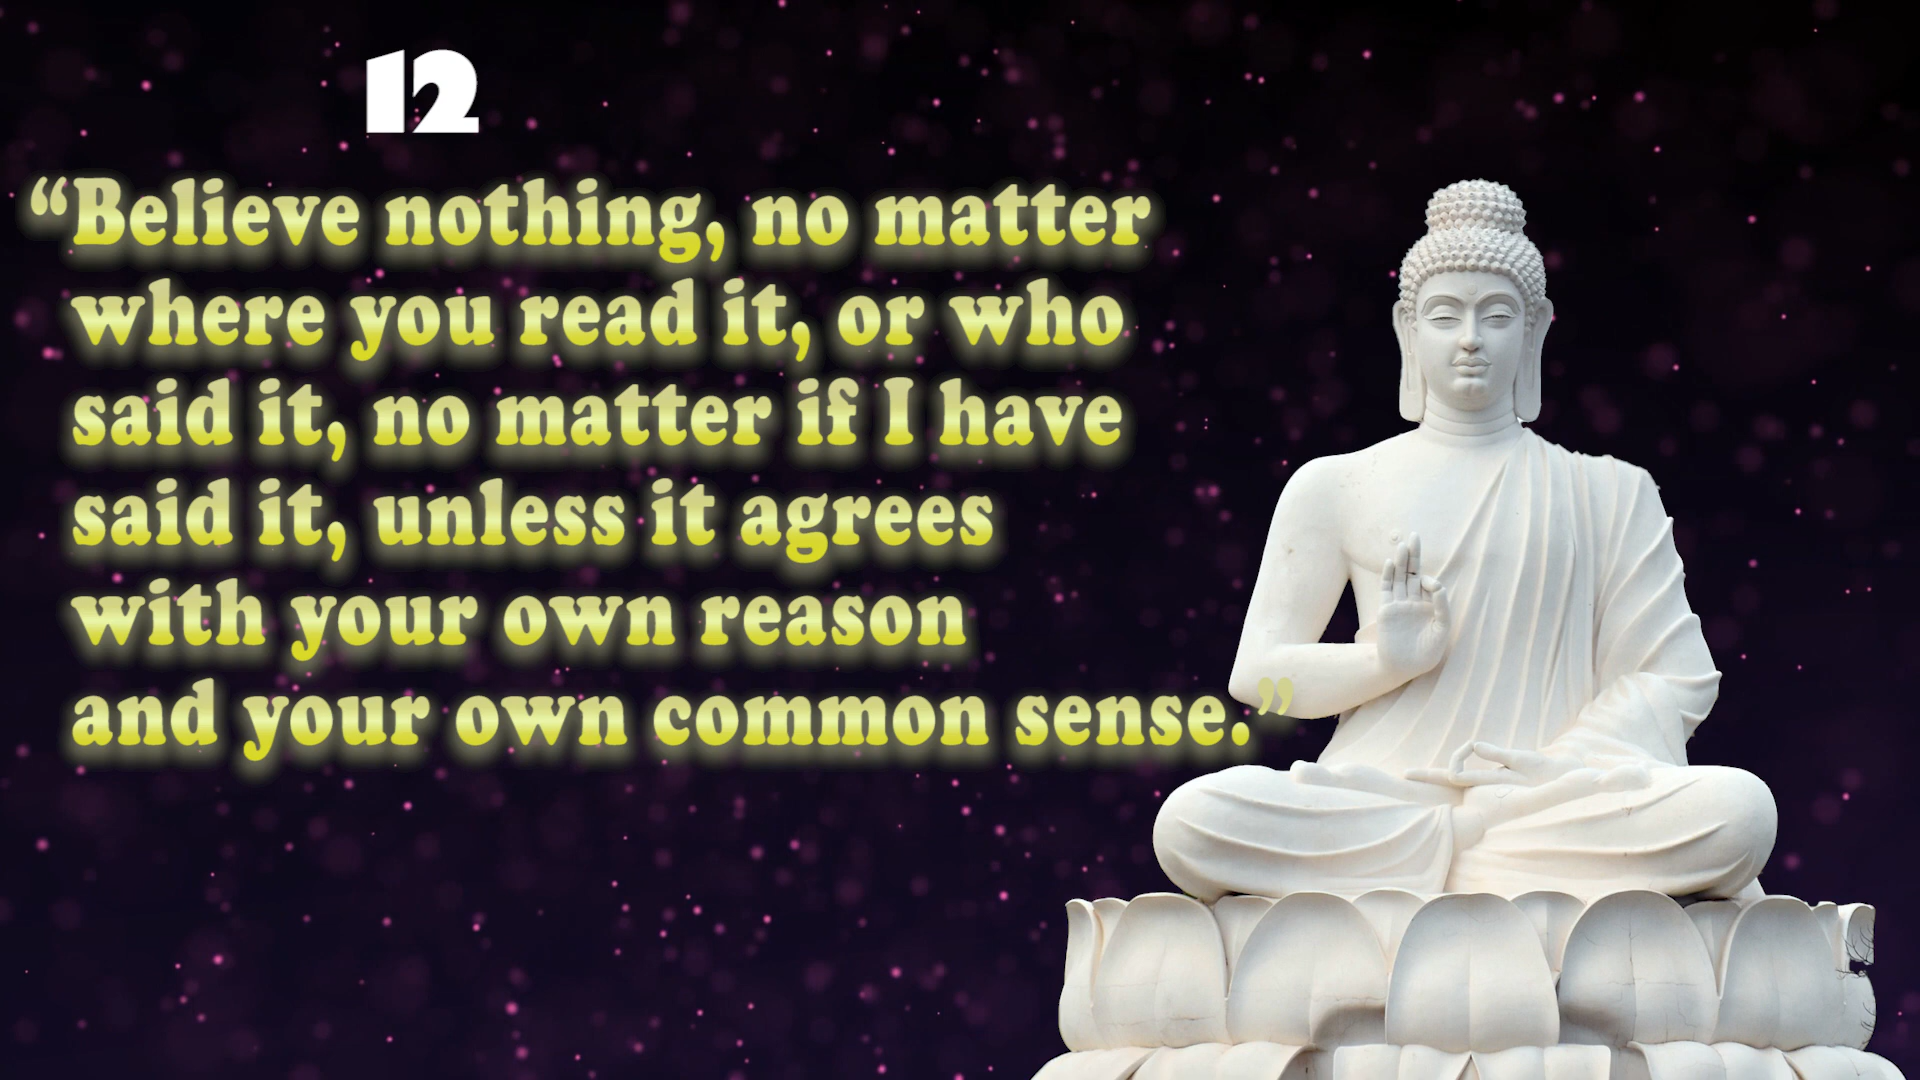 12
“Believe nothing, no matter
where you read it, or who
said it, no matter if I have
said it, unless it agrees
with your own reason
and your own common sense.”